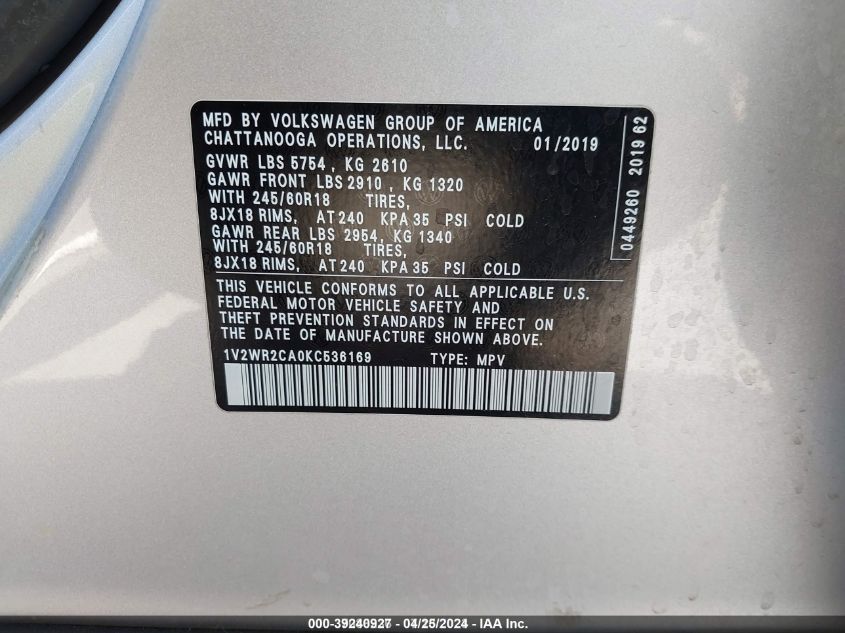 MFD BY VOLKSWAGEN GROUP OF AMERICA
CHATTANOOGA OPERATIONS, LLC. 01/2019
GVWR LBS 5754 , KG 2610
GAWR FRONT LBS 2910 , KG 1320
WITH 245/60R18 TIRES,
8JX18 RIMS, AT 240 KPA 35 PSI COLD
GAWR REAR LBS 2954, KG 1340
WITH 245/60R18 TIRES,
8JX18 RIMS, AT 240 KPA 35 PSI COLD
THIS VEHICLE CONFORMS TO ALL APPLICABLE U.S.
FEDERAL MOTOR VEHICLE SAFETY AND
THEFT PREVENTION STANDARDS IN EFFECT ON
THE DATE OF MANUFACTURE SHOWN ABOVE.
1V2WR2CA0KC536169 TYPE: MPV
0449260 2019 62
000-39240927 - 04/25/2024 - IAA Inc.